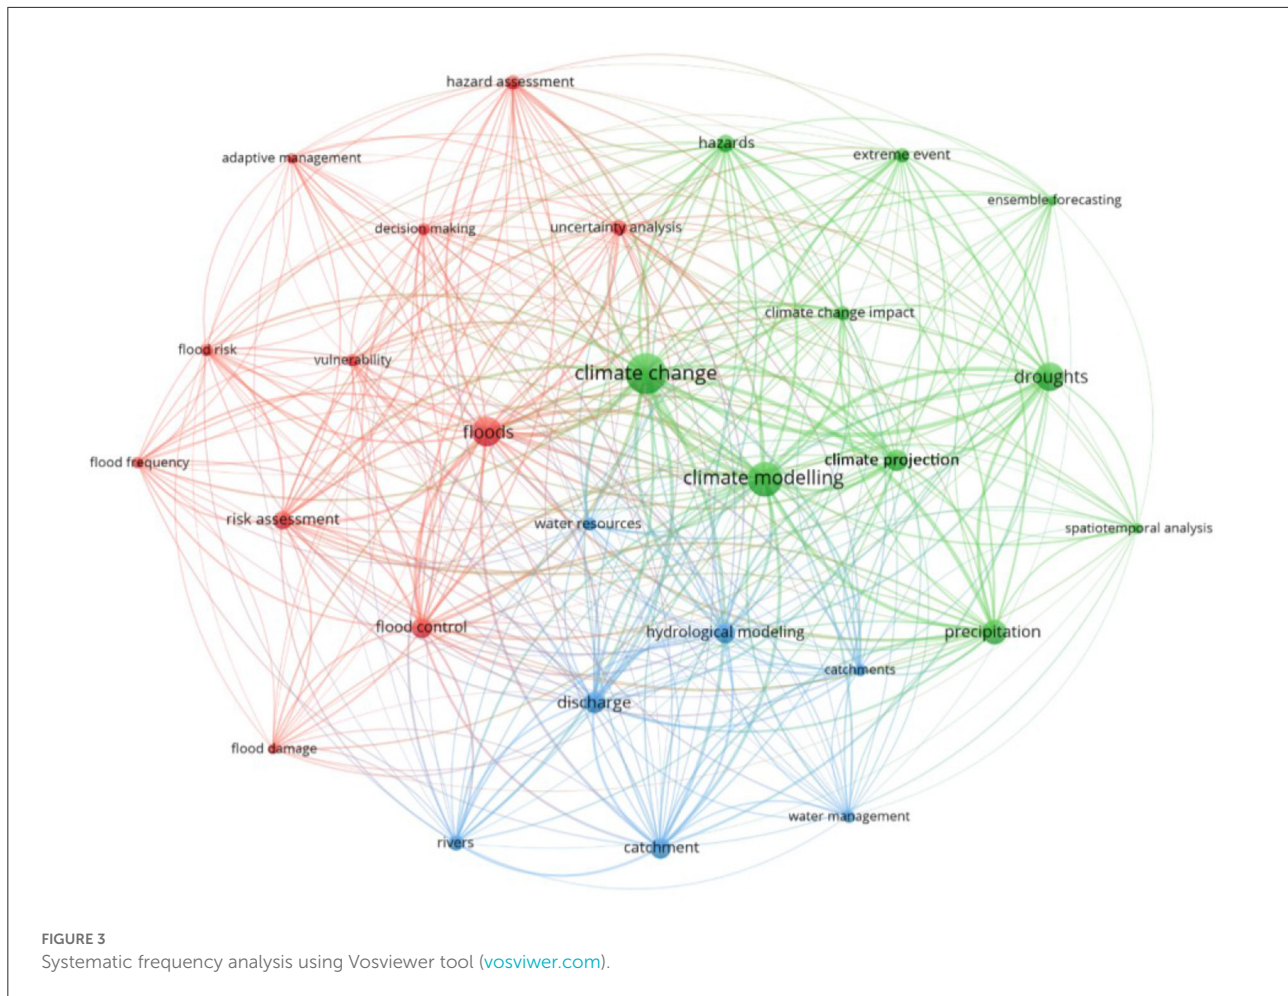 hazard assessment
hazards
extreme event
adaptive management
ensemble forecasting
decision making
uncertainty analysis
climate change impact
flood risk
vulnerability
climate change
droughts
floods
climate projection
flood frequency
climate modelling
risk assessment
water resources
spatiotemporal analysis
flood control
hydrological modeling
precipitation
catchments
discharge
flood damage
water management
rivers
catchment
FIGURE 3
Systematic frequency analysis using Vosviewer tool (vosviwer.com).